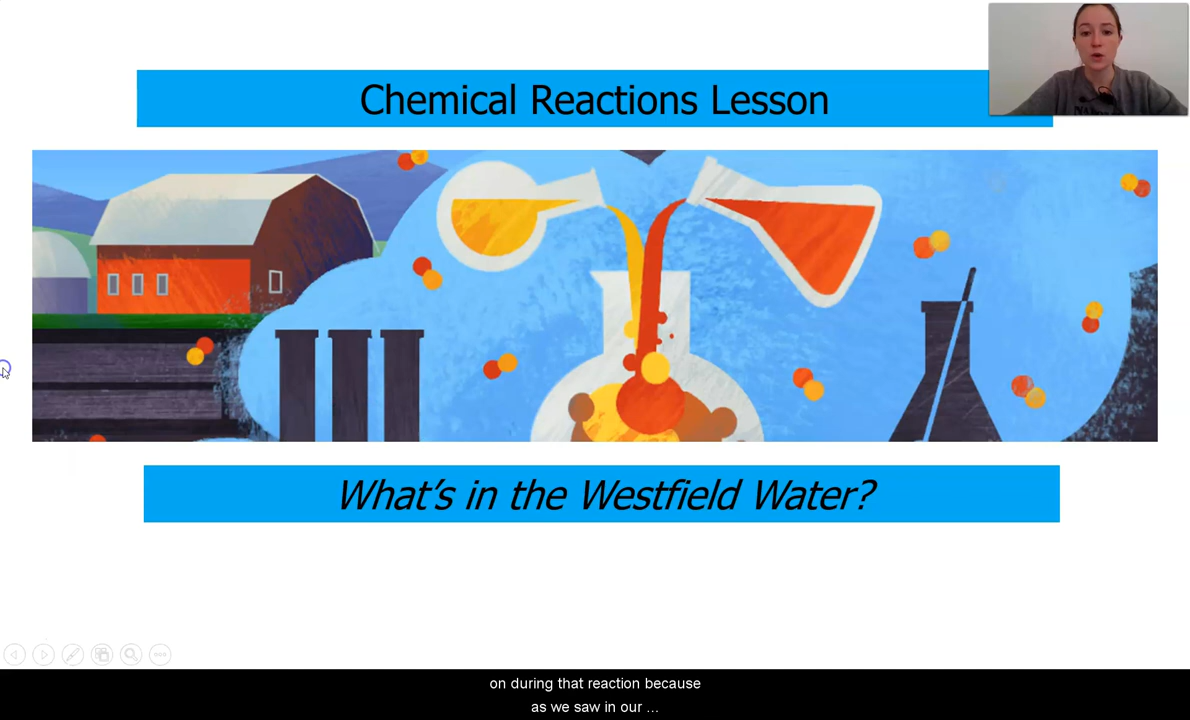 Chemical Reactions Lesson
What's in the Westfield Water?
on during that reaction because
as we saw in our ...